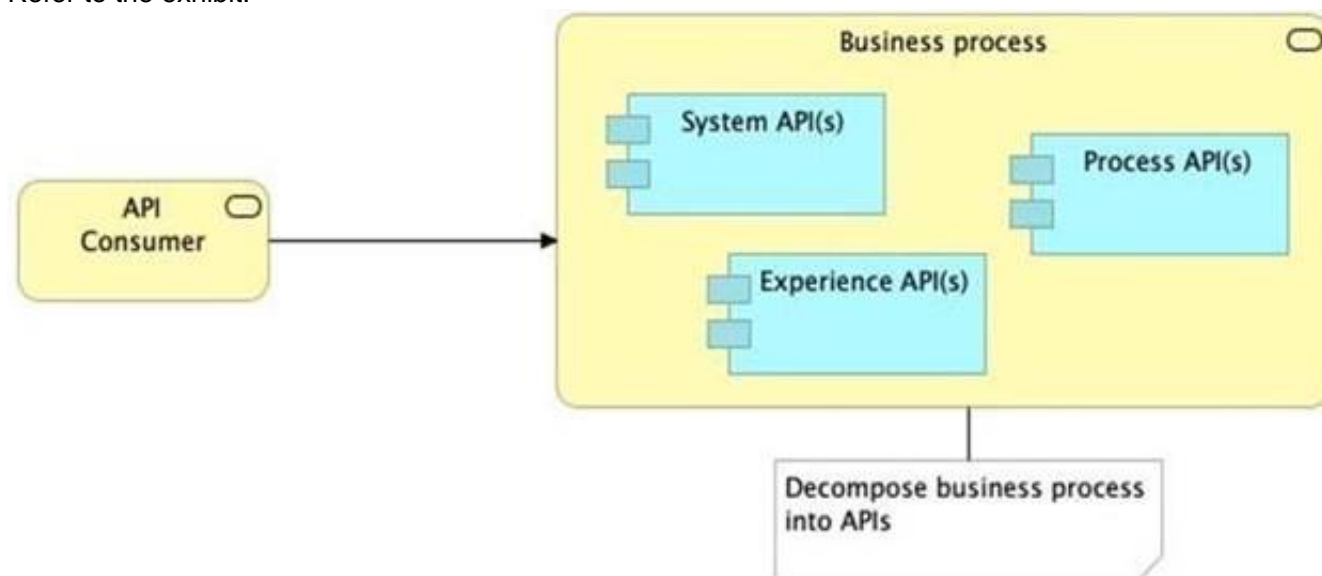 Refer to the exhibit.
Business process
System API(s)
Process API(s)
API
Consumer
Experience API(s)
Decompose business process
into APIs